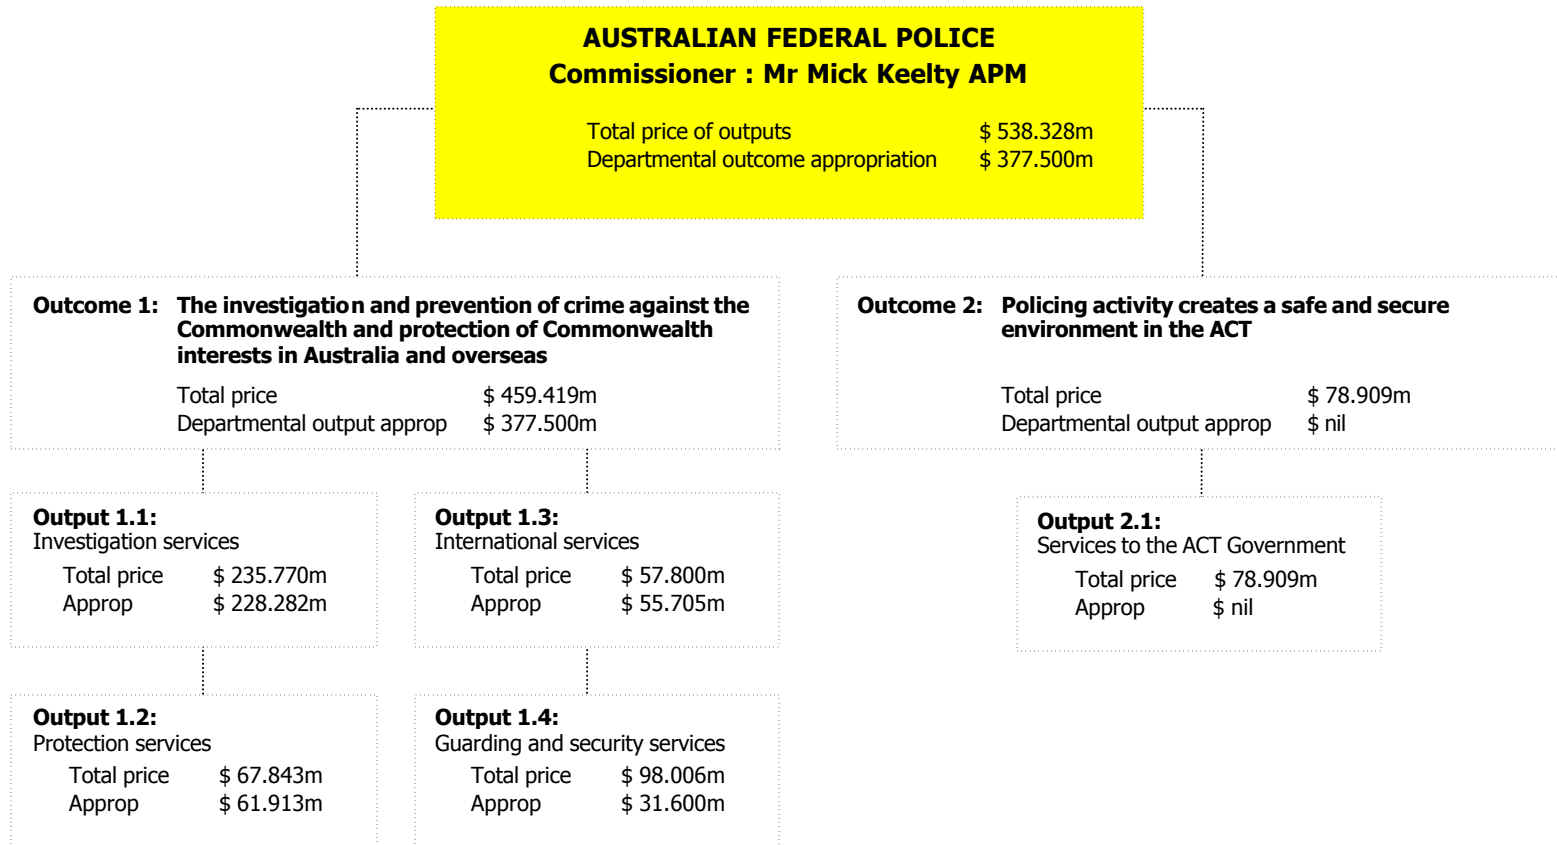 AUSTRALIAN FEDERAL POLICE
Commissioner : Mr Mick Keelty APM
Total price of outputs $ 538.328m
Departmental outcome appropriation $ 377.500m
Outcome 1: The investigation and prevention of crime against the
Commonwealth and protection of Commonwealth
interests in Australia and overseas
Total price $ 459.419m
Departmental output approp $ 377.500m
Outcome 2: Policing activity creates a safe and secure
environment in the ACT
Total price $ 78.909m
Departmental output approp $ nil
Output 1.1:
Investigation services
Total price $ 235.770m
Approp $ 228.282m
Output 1.3:
International services
Total price $ 57.800m
Approp $ 55.705m
Output 2.1:
Services to the ACT Government
Total price $ 78.909m
Approp $ nil
Output 1.2:
Protection services
Total price $ 67.843m
Approp $ 61.913m
Output 1.4:
Guarding and security services
Total price $ 98.006m
Approp $ 31.600m